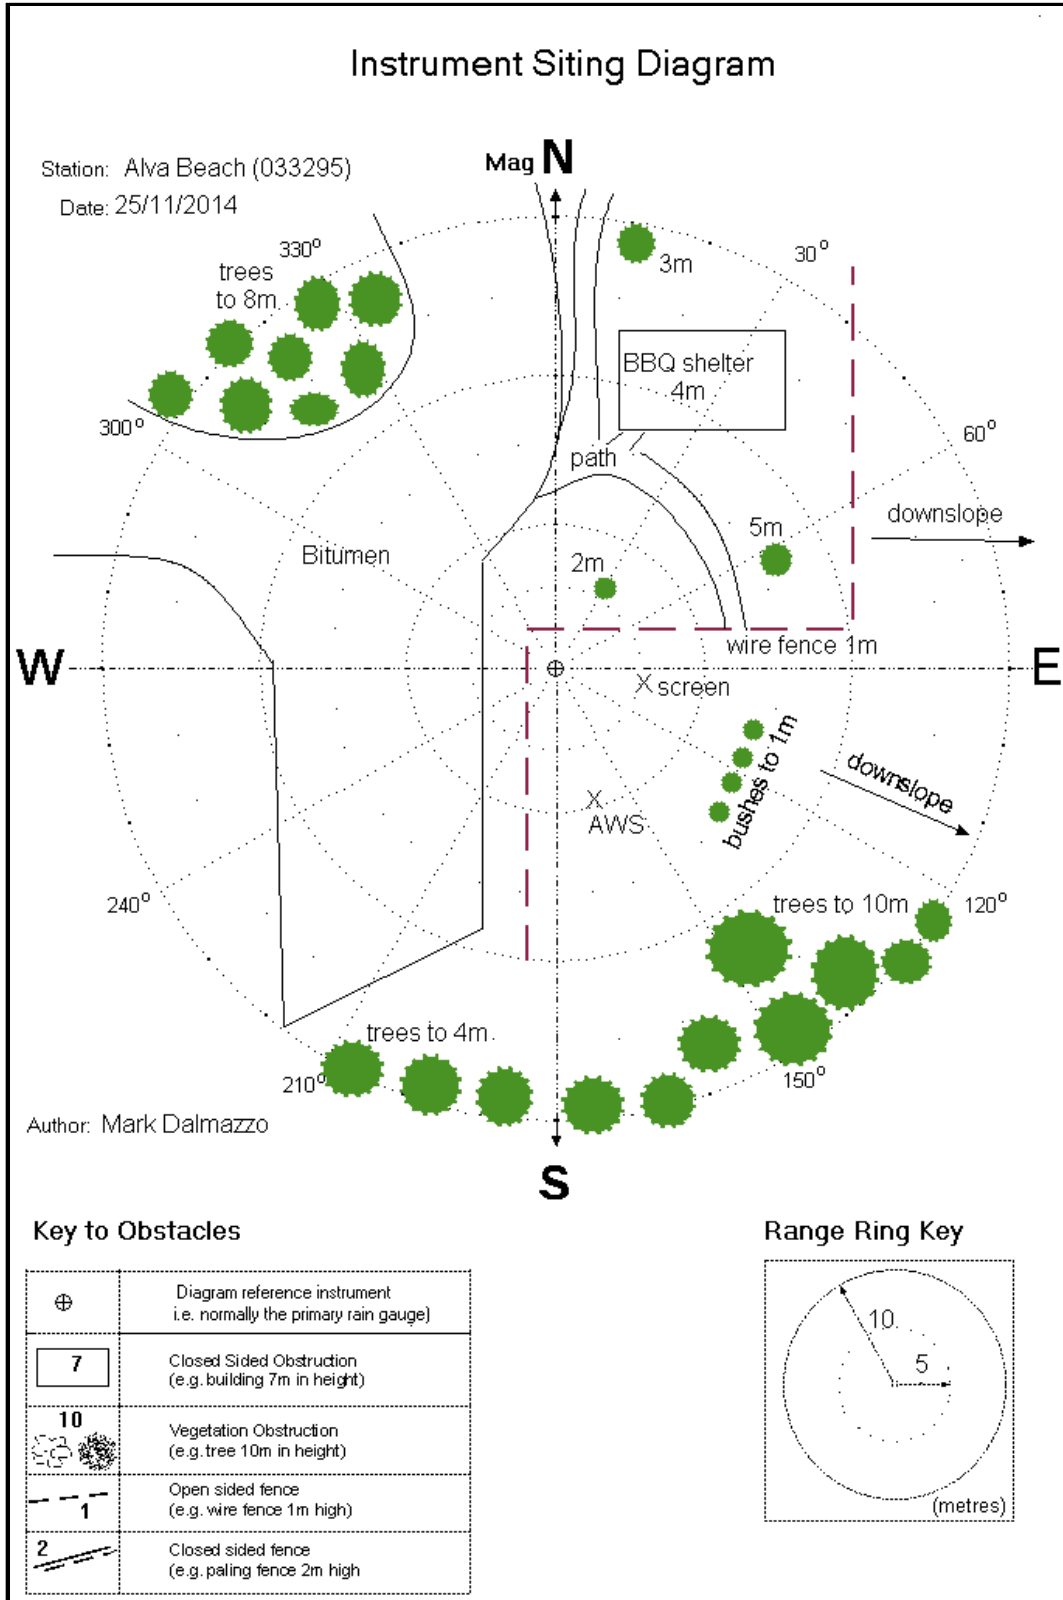 Instrument Siting Diagram
Station: Alva Beach (033295)
Date: 25/11/2014
Mag N
330°
30°
trees
to 8m
3m
BBQ shelter
4m
300°
60°
path
5m
downslope
Bitumen
2m
wire fence 1m
W
E
screen
bushes to 1m
downslope
AWS
240°
trees to 10m
120°
trees to 4m
210°
150°
Author: Mark Dalmazzo
S
Key to Obstacles
Diagram reference instrument
i.e. normally the primary rain gauge)
7
Closed Sided Obstruction
(e.g. building 7m in height)
10
Vegetation Obstruction
(e.g. tree 10m in height)
1
Open sided fence
(e.g. wire fence 1m high)
2
Closed sided fence
(e.g. paling fence 2m high
Range Ring Key
10
5
(metres)